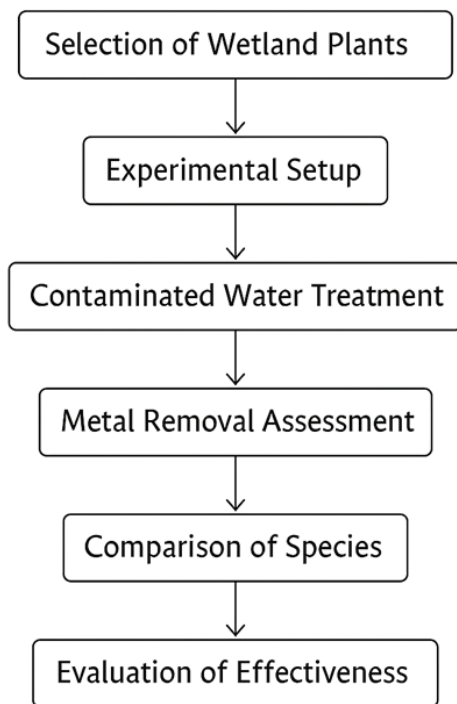 Selection of Wetland Plants
Experimental Setup
Contaminated Water Treatment
Metal Removal Assessment
Comparison of Species
Evaluation of Effectiveness